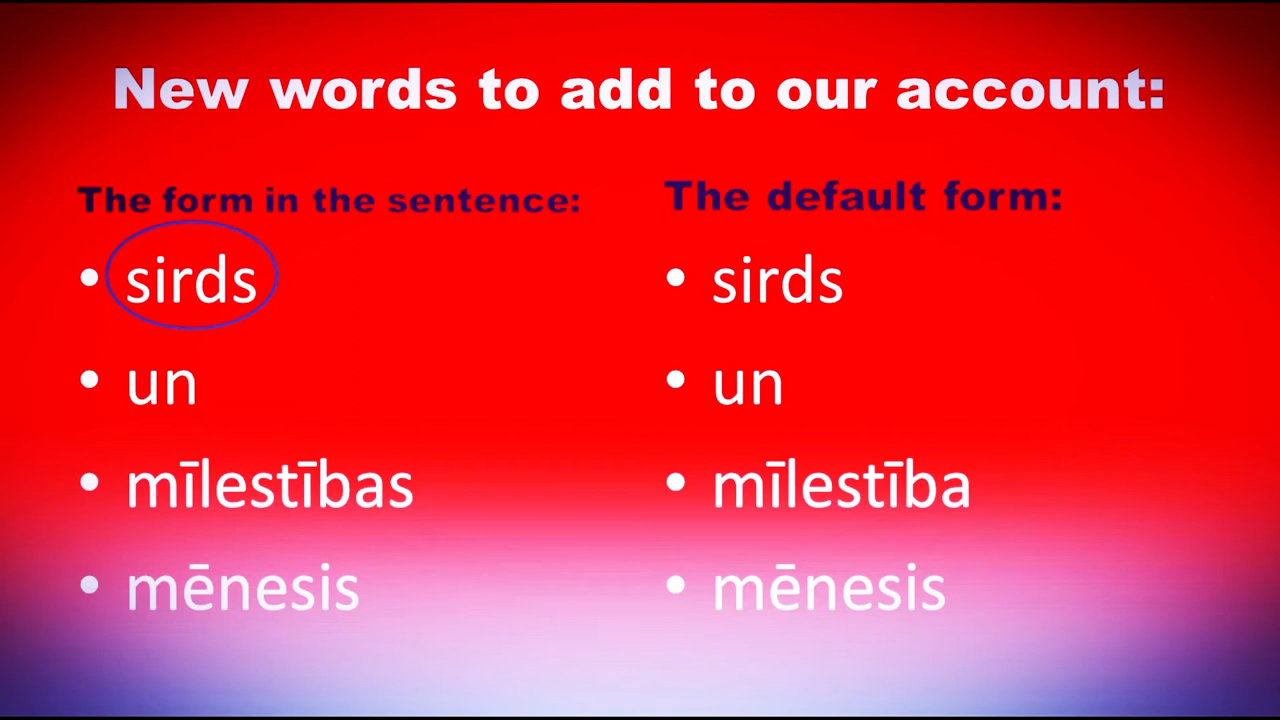 New words to add to our account:
The form in the sentence:
• sirds
• un
• mīlestības
• mēnesis
The default form:
• sirds
• un
• mīlestība
• mēnesis